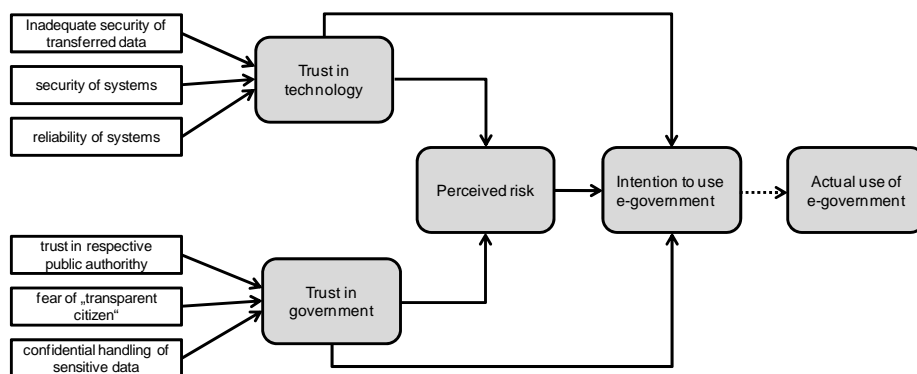 Inadequate security of
transferred data
security of systems
reliability of systems
Trust in
technology
Perceived risk
Intention to use
e-government
Actual use of
e-government
trust in respective
public authorithy
fear of „transparent
citizen“
confidential handling of
sensitive data
Trust in
government